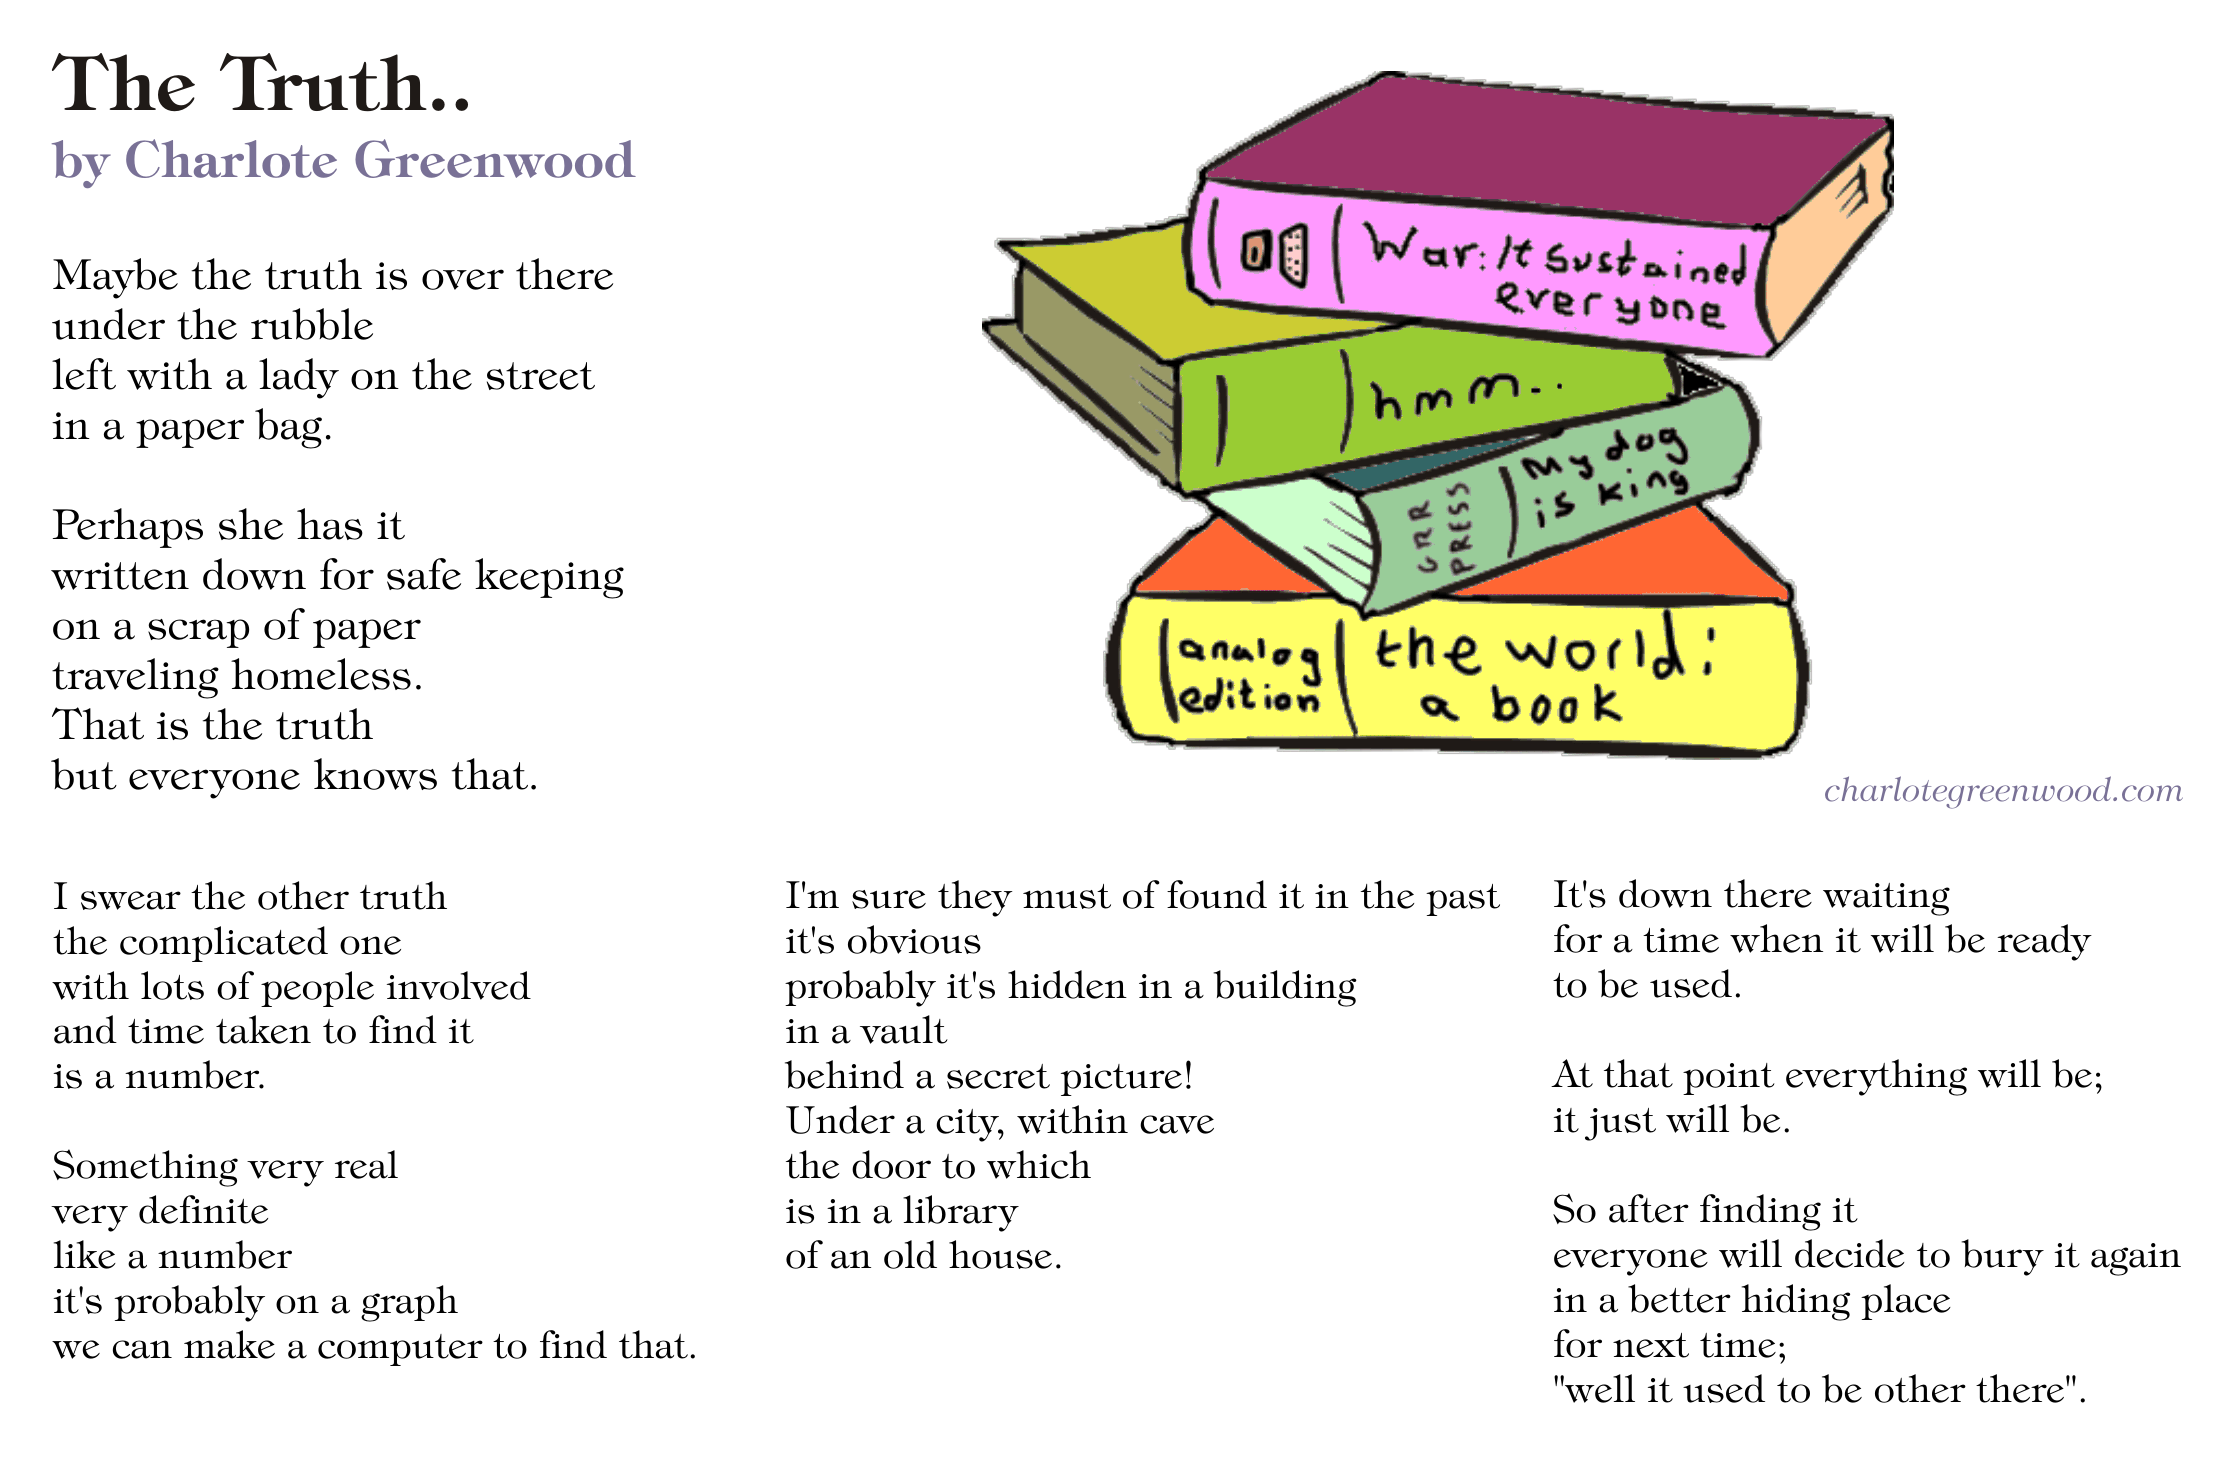 The Truth..
by Charlote Greenwood
Maybe the truth is over there
under the rubble
left with a lady on the street
in a paper bag.
Perhaps she has it
written down for safe keeping
on a scrap of paper
traveling homeless.
That is the truth
but everyone knows that.
War: It sustained
everyone
hmm..
My dog
is king
GRR
PRESS
analog
edition
the world:
a book
charlotegreenwood.com
I swear the other truth
the complicated one
with lots of people involved
and time taken to find it
is a number.
Something very real
very definite
like a number
it's probably on a graph
we can make a computer to find that.
I'm sure they must of found it in the past
it's obvious
probably it's hidden in a building
in a vault
behind a secret picture!
Under a city, within cave
the door to which
is in a library
of an old house.
It's down there waiting
for a time when it will be ready
to be used.
At that point everything will be;
it just will be.
So after finding it
everyone will decide to bury it again
in a better hiding place
for next time;
"well it used to be other there".